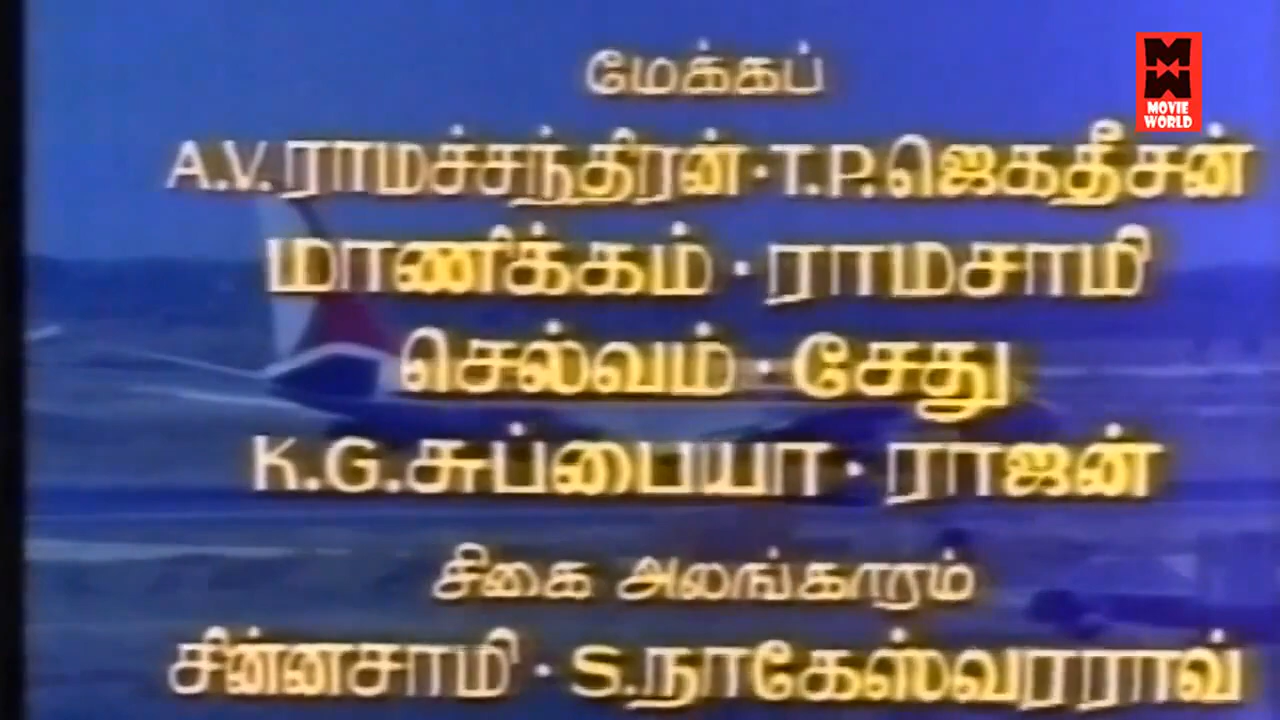 மேக்கப்
MOVIE
WORLD
A.V.ராமச்சந்திரன்·T.P.ஜெகதீசன்
மாணிக்கம்·ராமசாமி
செல்வம்·சேது
K.G.சுப்பையா·ராஜன்
சிகை அலங்காரம்
சின்னசாமி·S.நாகேஸ்வரராவ்